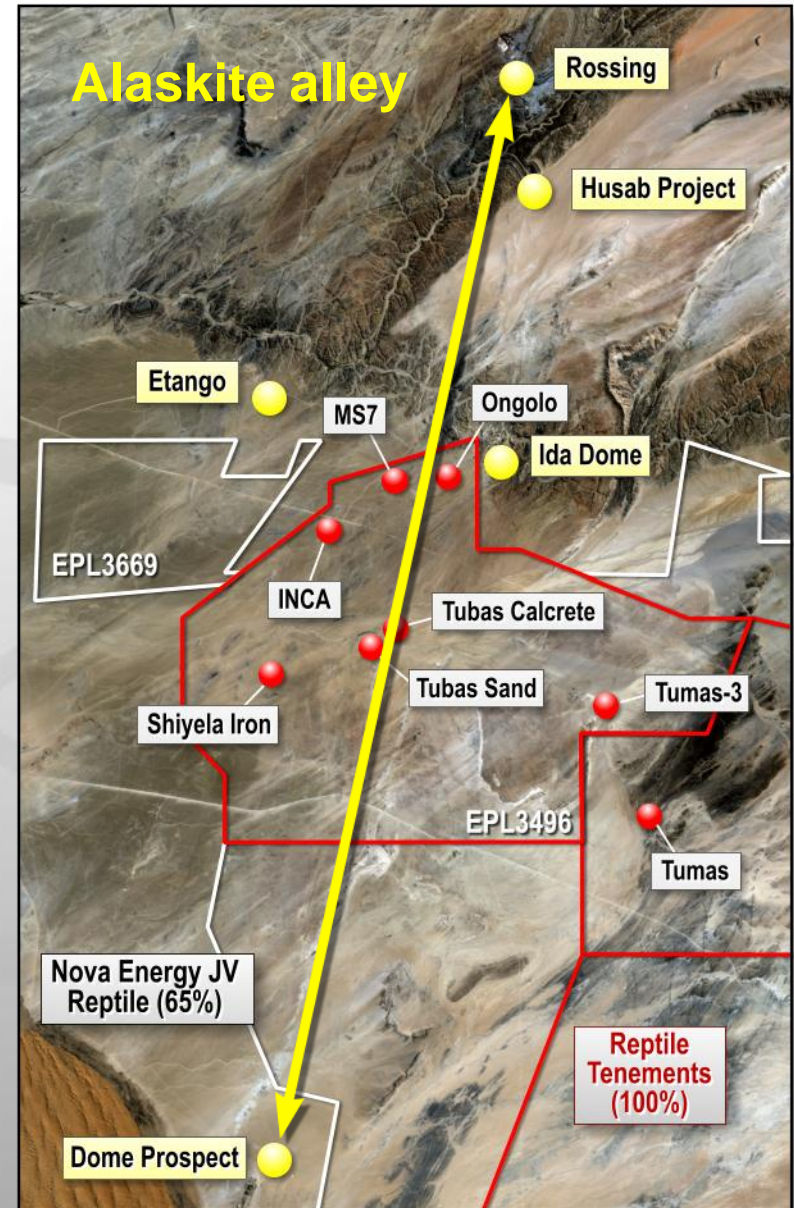 Alaskite alley
Rossing
Husab Project
Etango
MS7
Ongolo
Ida Dome
EPL3669
INCA
Tubas Calcrete
Tubas Sand
Tumas-3
Shiyela Iron
EPL3496
Tumas
Nova Energy JV
Reptile (65%)
Reptile
Tenements
(100%)
Dome Prospect